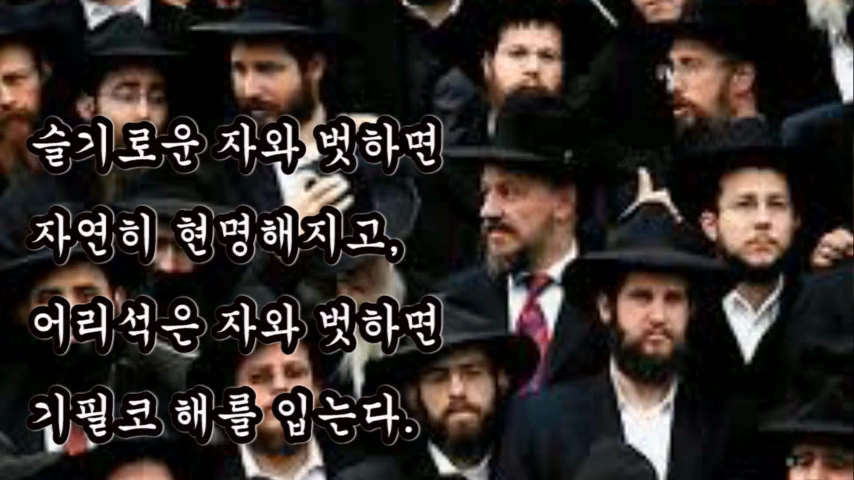 슬기로운 자와 벗하면
자연히 현명해지고,
어리석은 자와 벗하면
기필코 해를 입는다.